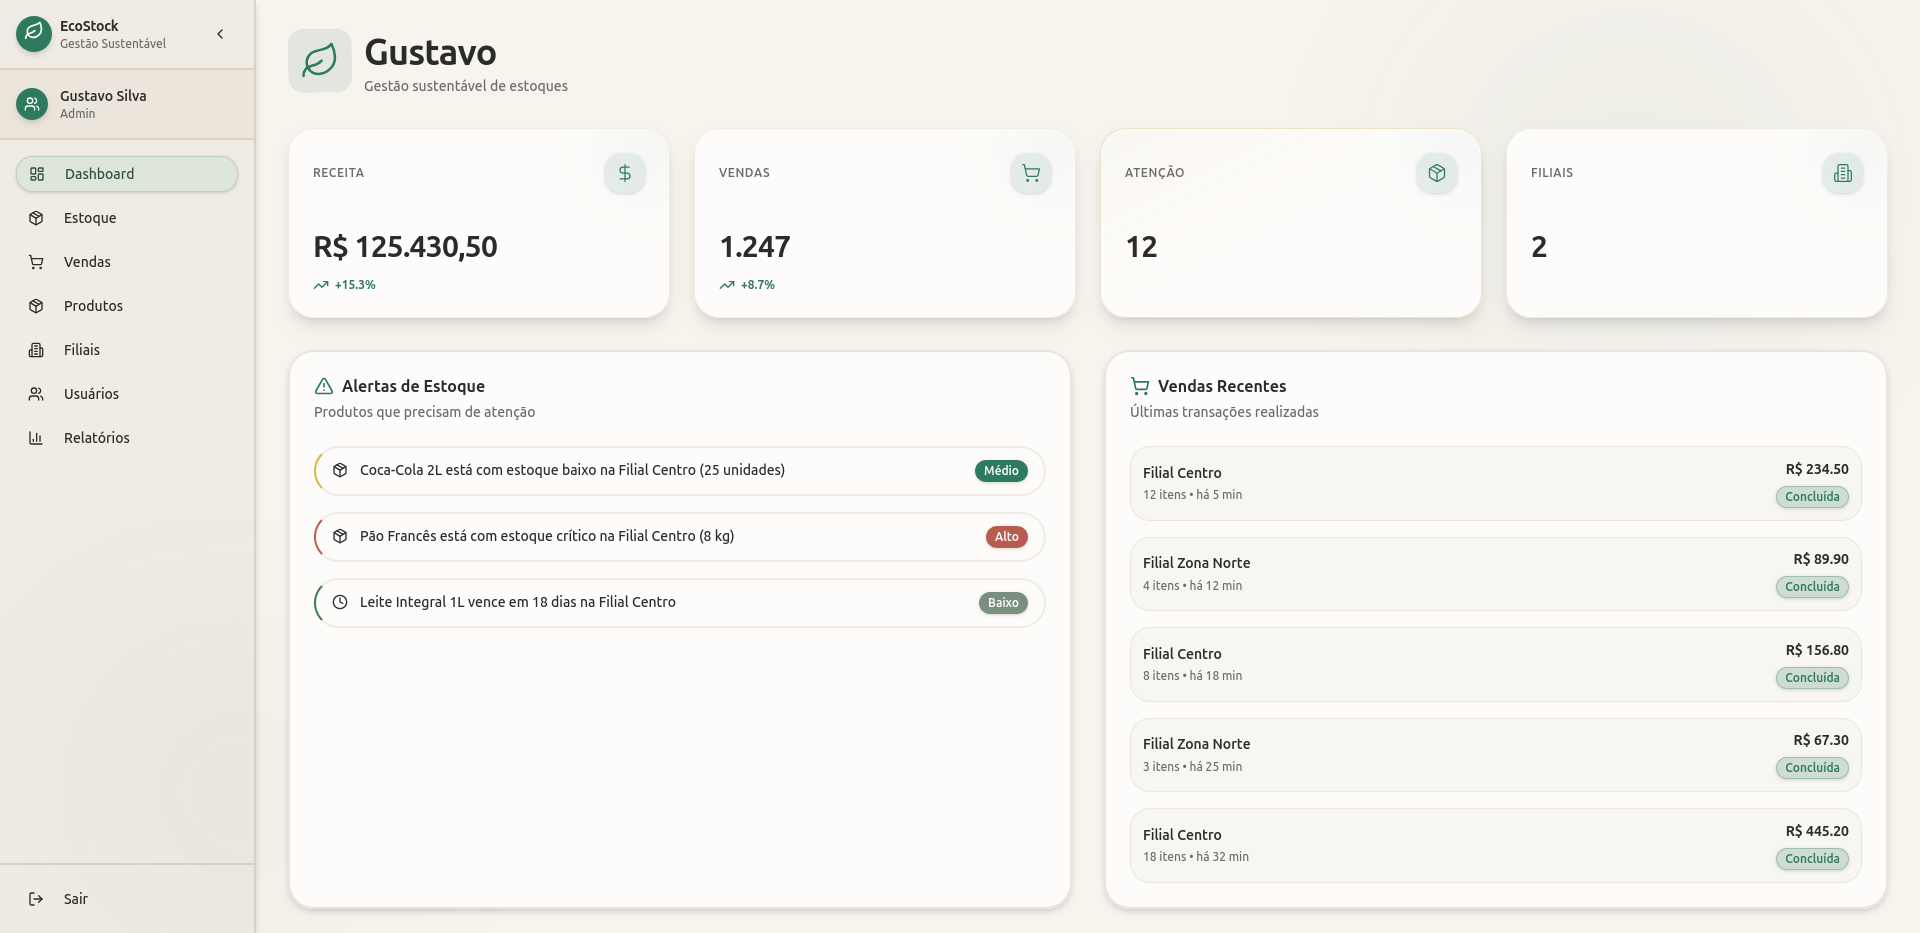 EcoStock
Gestão Sustentável
Gustavo Silva
Admin
Dashboard
Estoque
Vendas
Produtos
Filiais
Usuários
Relatórios
Sair
Gustavo
Gestão sustentável de estoques
RECEITA
R$ 125.430,50
+15.3%
VENDAS
1.247
+8.7%
ATENÇÃO
12
FILIAIS
2
Alertas de Estoque
Produtos que precisam de atenção
Coca-Cola 2L está com estoque baixo na Filial Centro (25 unidades) Médio
Pão Francês está com estoque crítico na Filial Centro (8 kg) Alto
Leite Integral 1L vence em 18 dias na Filial Centro Baixo
Vendas Recentes
Últimas transações realizadas
Filial Centro R$ 234.50
12 itens • há 5 min Concluída
Filial Zona Norte R$ 89.90
4 itens • há 12 min Concluída
Filial Centro R$ 156.80
8 itens • há 18 min Concluída
Filial Zona Norte R$ 67.30
3 itens • há 25 min Concluída
Filial Centro R$ 445.20
18 itens • há 32 min Concluída